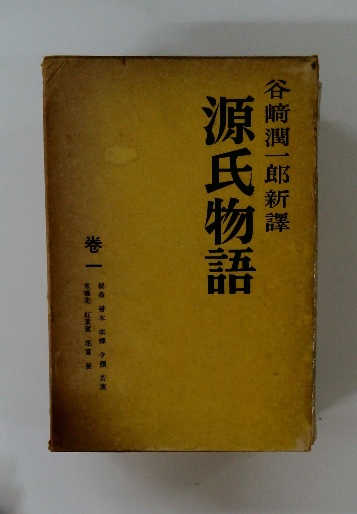 谷﨑潤一郎新譯
源氏物語
巻一
桐壺 帚木 空蟬 夕顔 若紫
末摘花 紅葉賀 花宴 葵